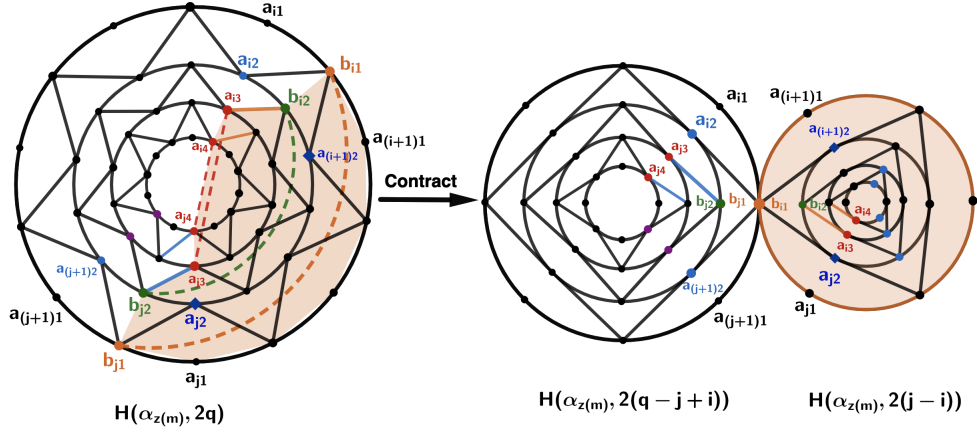 a_{i1}
a_{i2}
b_{i1}
a_{i3}
b_{i2}
a_{i4}
a_{(i+1)1}
a_{(i+1)2}
a_{j4}
a_{j3}
a_{(j+1)2}
b_{j2}
a_{j2}
a_{(j+1)1}
b_{j1}
a_{j1}
H(α_{z(m)}, 2q)
Contract
a_{i1}
a_{i2}
a_{i3}
a_{i4}
b_{j2}
b_{j1}
a_{(j+1)2}
a_{(j+1)1}
H(α_{z(m)}, 2(q − j + i))
a_{(i+1)1}
a_{(i+1)2}
b_{i1}
b_{i2}
a_{i4}
a_{i3}
a_{j2}
a_{j1}
H(α_{z(m)}, 2(j − i))